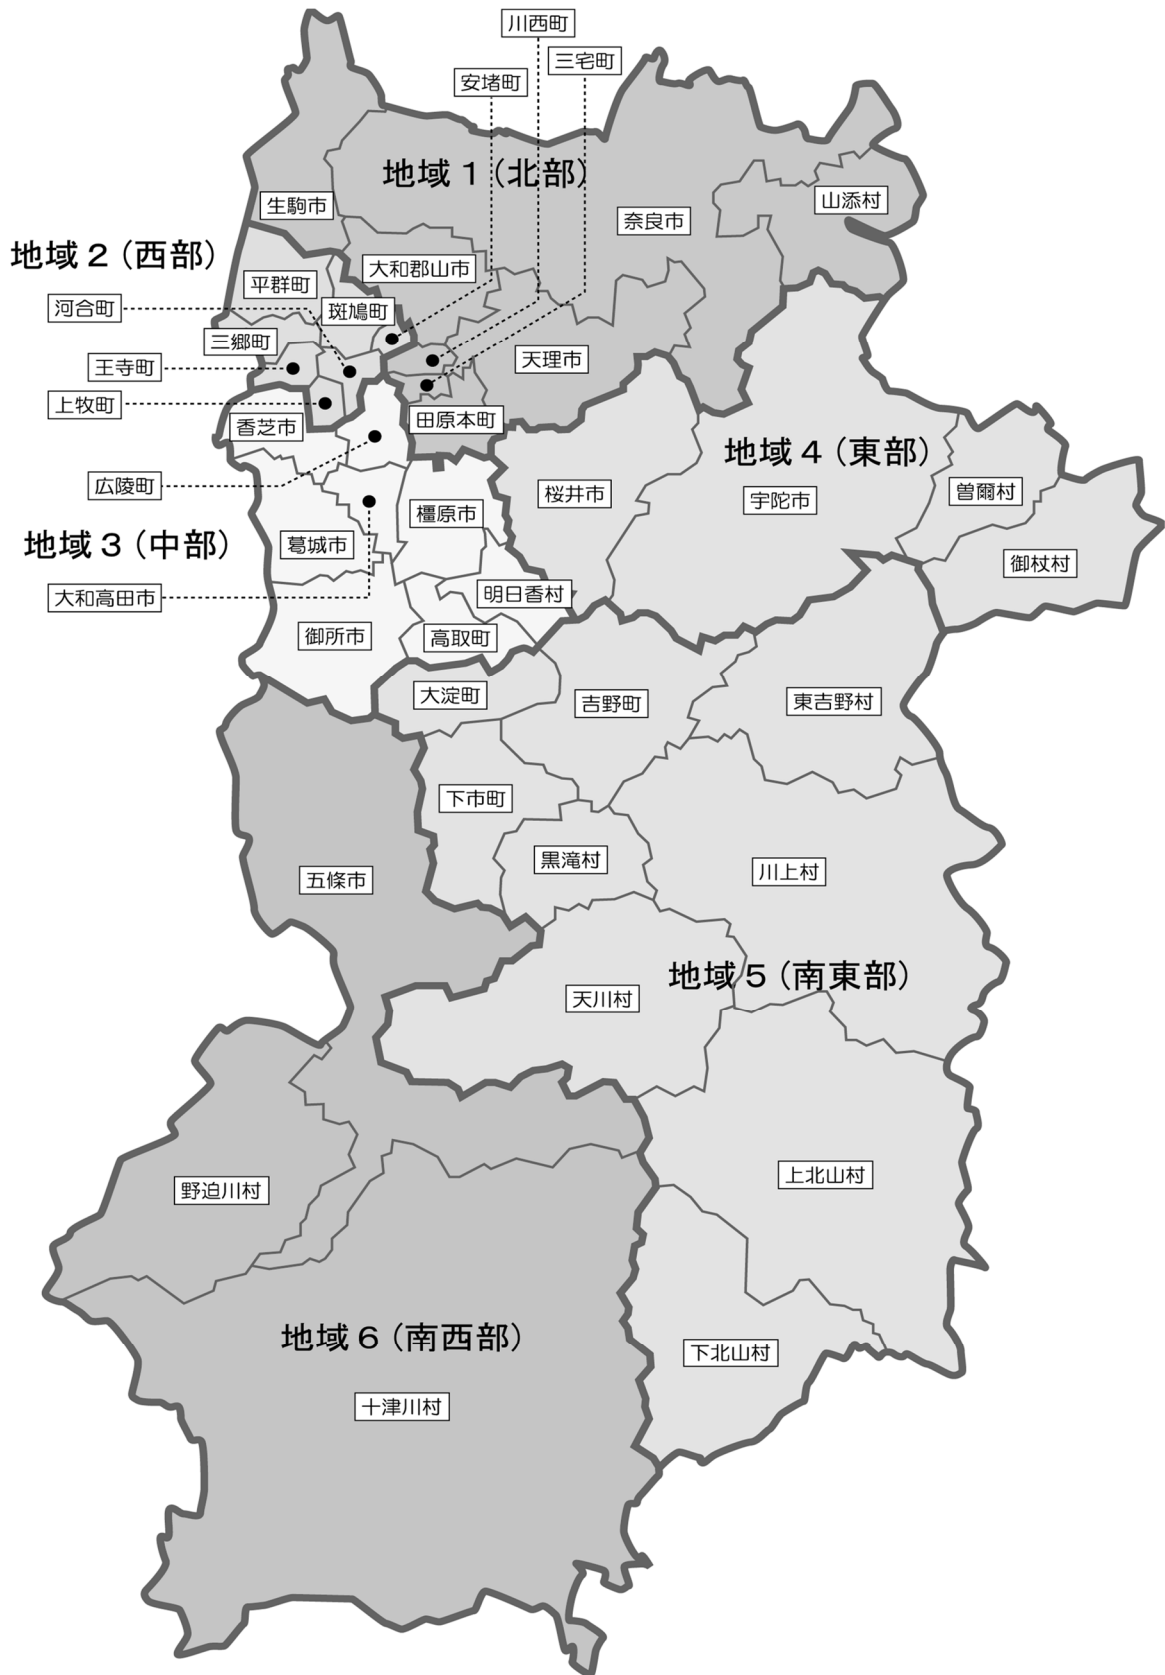 川西町
三宅町
安堵町
地域1(北部)
山添村
生駒市
奈良市
地域2(西部)
大和郡山市
平群町
河合町
斑鳩町
三郷町
天理市
王寺町
上牧町
香芝市
田原本町
地域4(東部)
広陵町
桜井市
宇陀市
曽爾村
橿原市
地域3(中部)
葛城市
御杖村
大和高田市
明日香村
御所市
高取町
大淀町
吉野町
東吉野村
下市町
黒滝村
川上村
五條市
地域5(南東部)
天川村
野迫川村
上北山村
地域6(南西部)
下北山村
十津川村